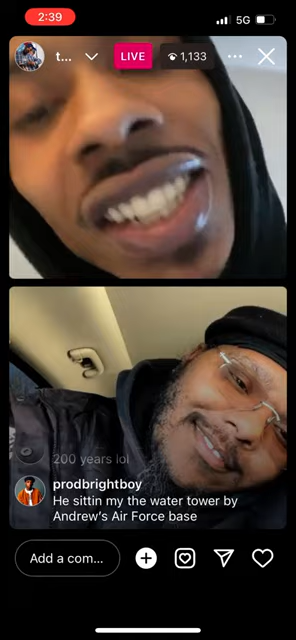 2:39
5G
t...
LIVE
1,133
200 years lol
prodbrightboy
He sittin my the water tower by
Andrew's Air Force base
Add a com...